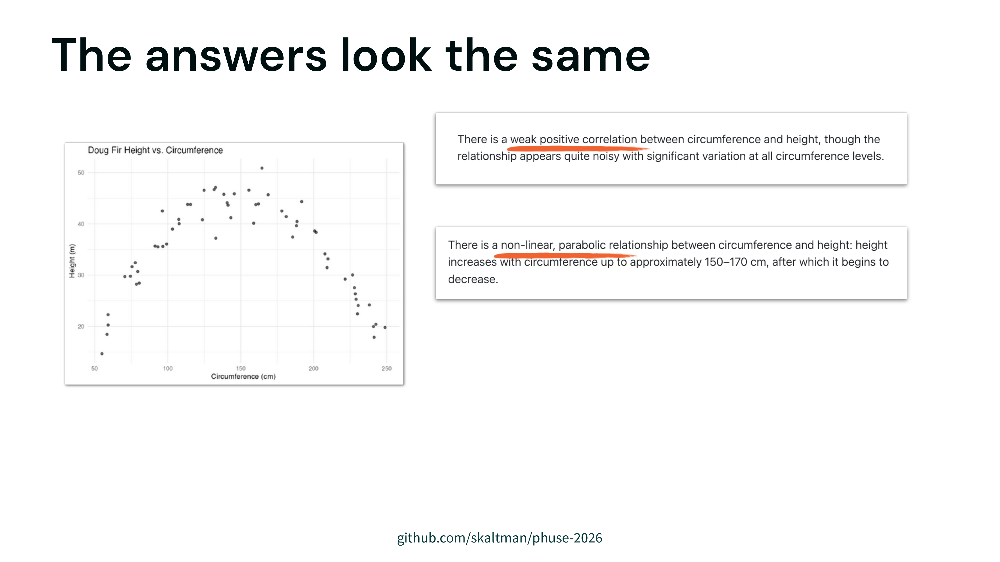 The answers look the same
Doug Fir Height vs. Circumference
50
40
30
20
Height (m)
50
100
150
200
250
Circumference (cm)
There is a weak positive correlation between circumference and height, though the
relationship appears quite noisy with significant variation at all circumference levels.
There is a non-linear, parabolic relationship between circumference and height: height
increases with circumference up to approximately 150–170 cm, after which it begins to
decrease.
github.com/skaltman/phuse-2026